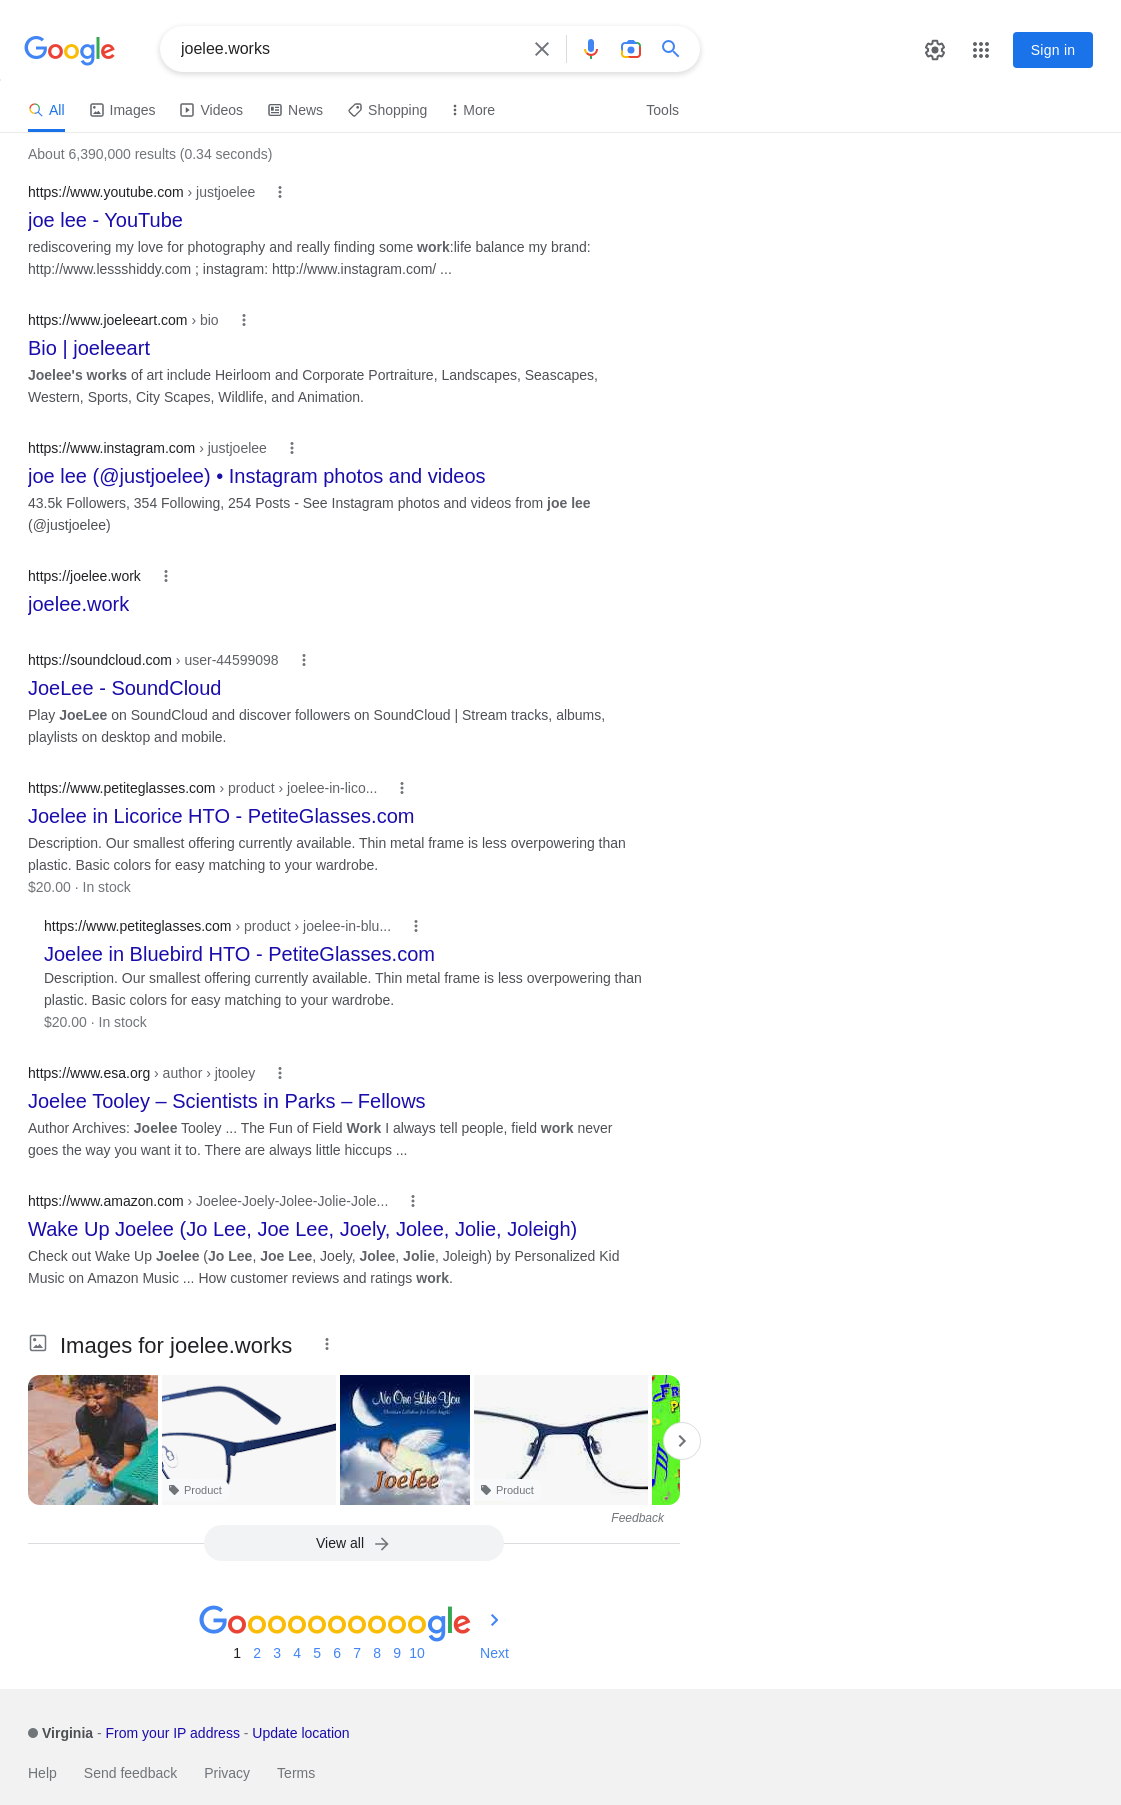 Google
joelee.works
Sign in
All
Images
Videos
News
Shopping
More
Tools
About 6,390,000 results (0.34 seconds)
https://www.youtube.com › justjoelee
joe lee - YouTube
rediscovering my love for photography and really finding some work:life balance my brand:
http://www.lessshiddy.com ; instagram: http://www.instagram.com/ ...
https://www.joeleeart.com › bio
Bio | joeleeart
Joelee's works of art include Heirloom and Corporate Portraiture, Landscapes, Seascapes,
Western, Sports, City Scapes, Wildlife, and Animation.
https://www.instagram.com › justjoelee
joe lee (@justjoelee) • Instagram photos and videos
43.5k Followers, 354 Following, 254 Posts - See Instagram photos and videos from joe lee
(@justjoelee)
https://joelee.work
joelee.work
https://soundcloud.com › user-44599098
JoeLee - SoundCloud
Play JoeLee on SoundCloud and discover followers on SoundCloud | Stream tracks, albums,
playlists on desktop and mobile.
https://www.petiteglasses.com › product › joelee-in-lico...
Joelee in Licorice HTO - PetiteGlasses.com
Description. Our smallest offering currently available. Thin metal frame is less overpowering than
plastic. Basic colors for easy matching to your wardrobe.
$20.00 · In stock
https://www.petiteglasses.com › product › joelee-in-blu...
Joelee in Bluebird HTO - PetiteGlasses.com
Description. Our smallest offering currently available. Thin metal frame is less overpowering than
plastic. Basic colors for easy matching to your wardrobe.
$20.00 · In stock
https://www.esa.org › author › jtooley
Joelee Tooley – Scientists in Parks – Fellows
Author Archives: Joelee Tooley ... The Fun of Field Work I always tell people, field work never
goes the way you want it to. There are always little hiccups ...
https://www.amazon.com › Joelee-Joely-Jolee-Jolie-Jole...
Wake Up Joelee (Jo Lee, Joe Lee, Joely, Jolee, Jolie, Joleigh)
Check out Wake Up Joelee (Jo Lee, Joe Lee, Joely, Jolee, Jolie, Joleigh) by Personalized Kid
Music on Amazon Music ... How customer reviews and ratings work.
Images for joelee.works
Product
No One Like You
Christian Lullabies for Little Angels
Joelee
Product
Feedback
View all
Goooooooooogle
1 2 3 4 5 6 7 8 9 10 Next
Virginia - From your IP address - Update location
Help Send feedback Privacy Terms